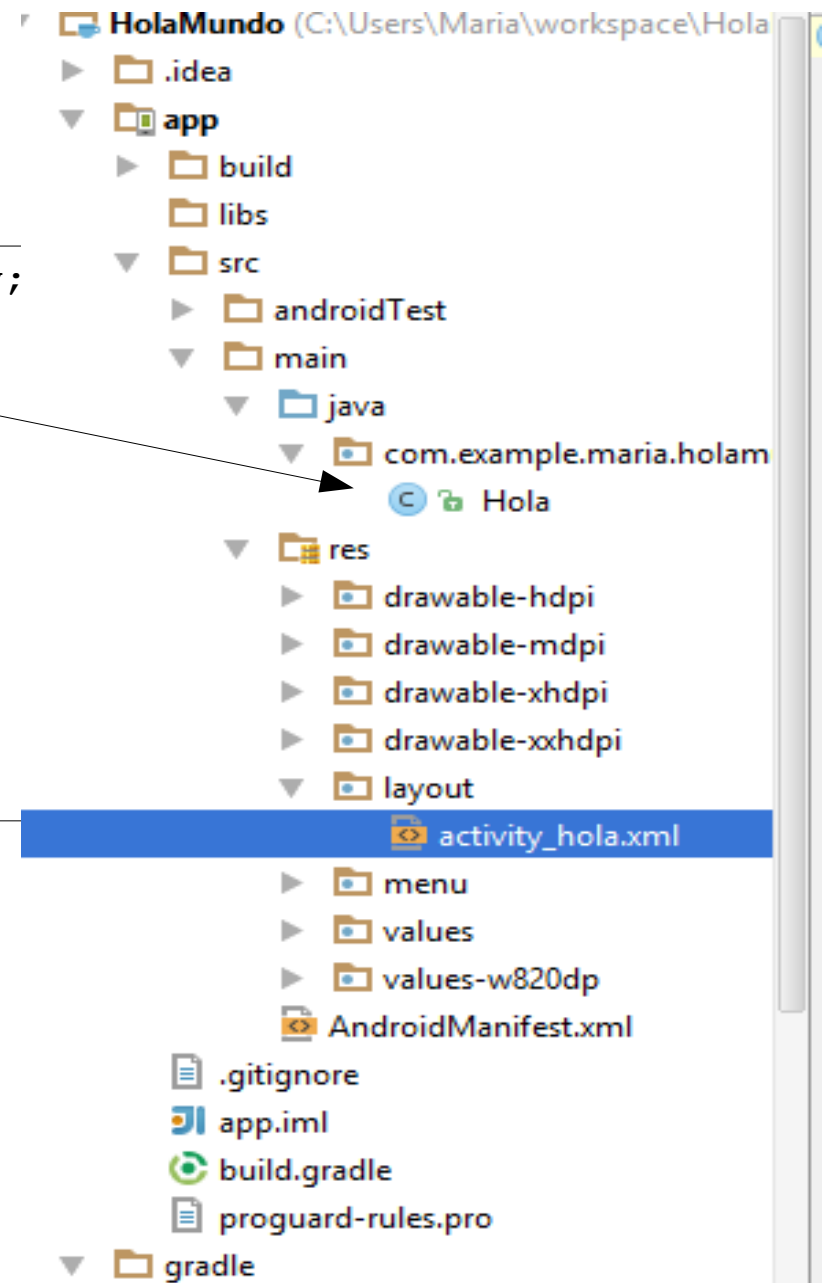 HolaMundo (C:\Users\Maria\workspace\Hola
.idea
app
build
libs
src
;
androidTest
main
java
com.example.maria.holam
C Hola
res
drawable-hdpi
drawable-mdpi
drawable-xhdpi
drawable-xxhdpi
layout
activity_hola.xml
menu
values
values-w820dp
AndroidManifest.xml
.gitignore
app.iml
build.gradle
proguard-rules.pro
gradle